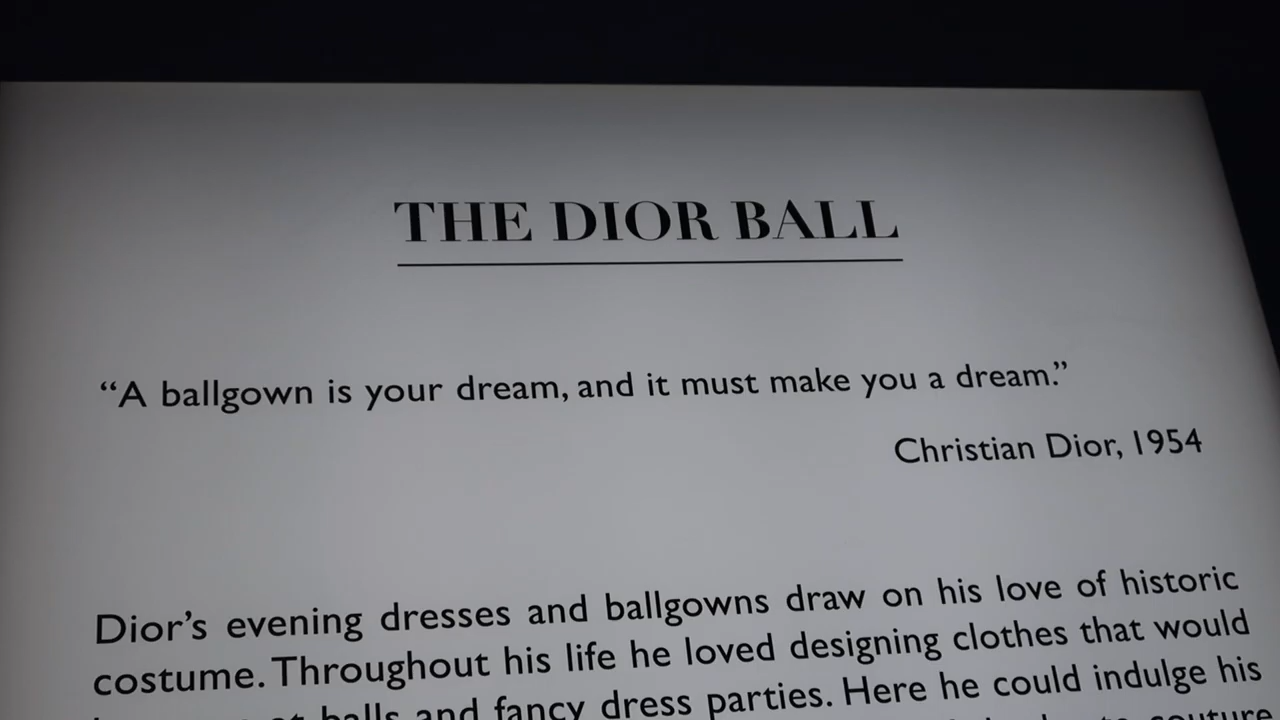 THE DIOR BALL
“A ballgown is your dream, and it must make you a dream.”
Christian Dior, 1954
Dior’s evening dresses and ballgowns draw on his love of historic
costume. Throughout his life he loved designing clothes that would
balls and fancy dress parties. Here he could indulge his
couture